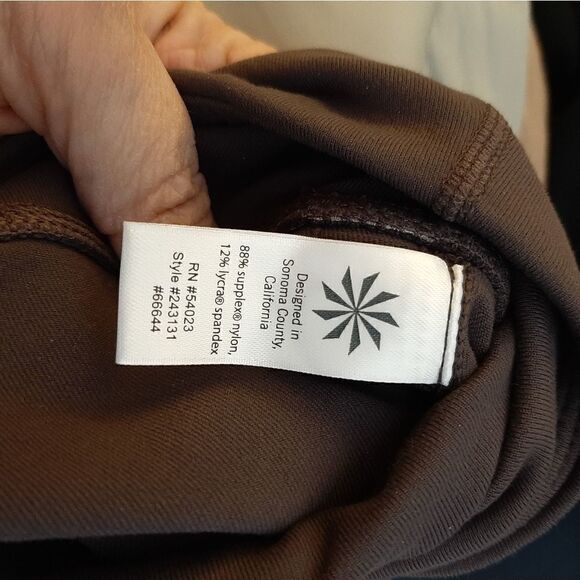 Designed in
Sonoma County,
California
88% supplex® nylon,
12% lycra® spandex
RN #54023
Style #243131
#66644